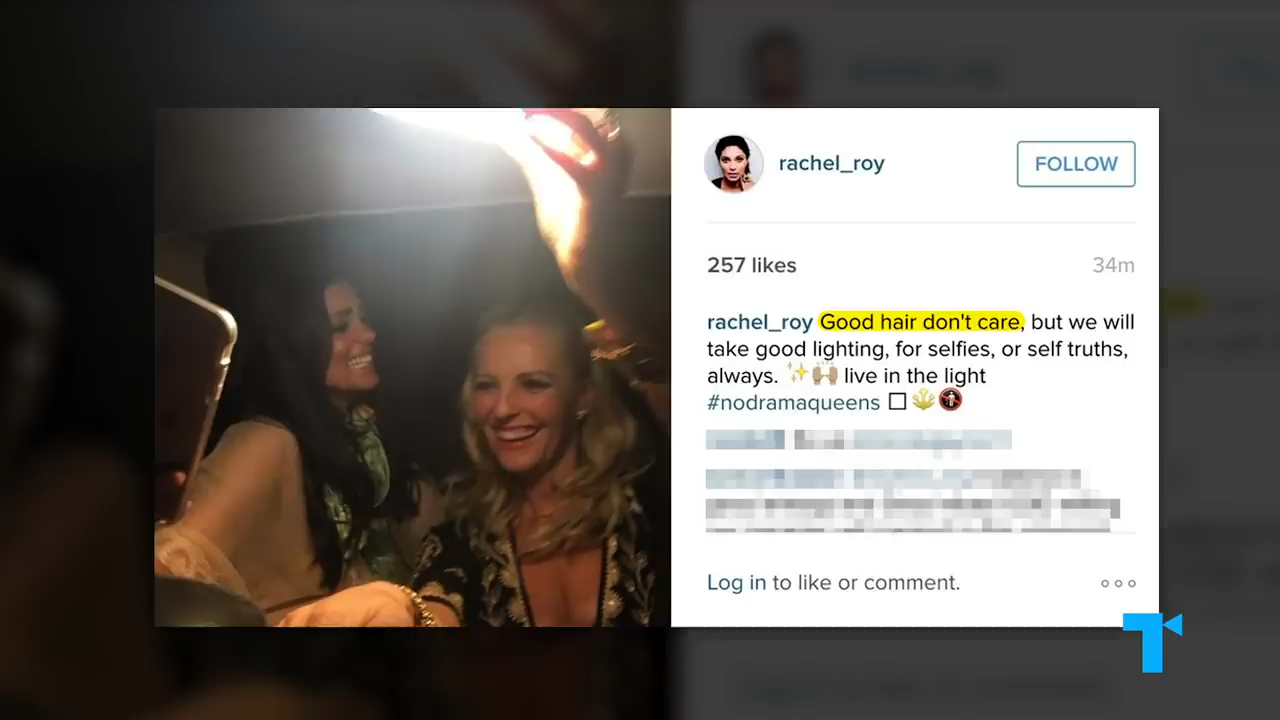 rachel_roy
FOLLOW
257 likes
34m
rachel_roy Good hair don't care, but we will
take good lighting, for selfies, or self truths,
always. ✨🙌🏽 live in the light
#nodramaqueens
Log in to like or comment.